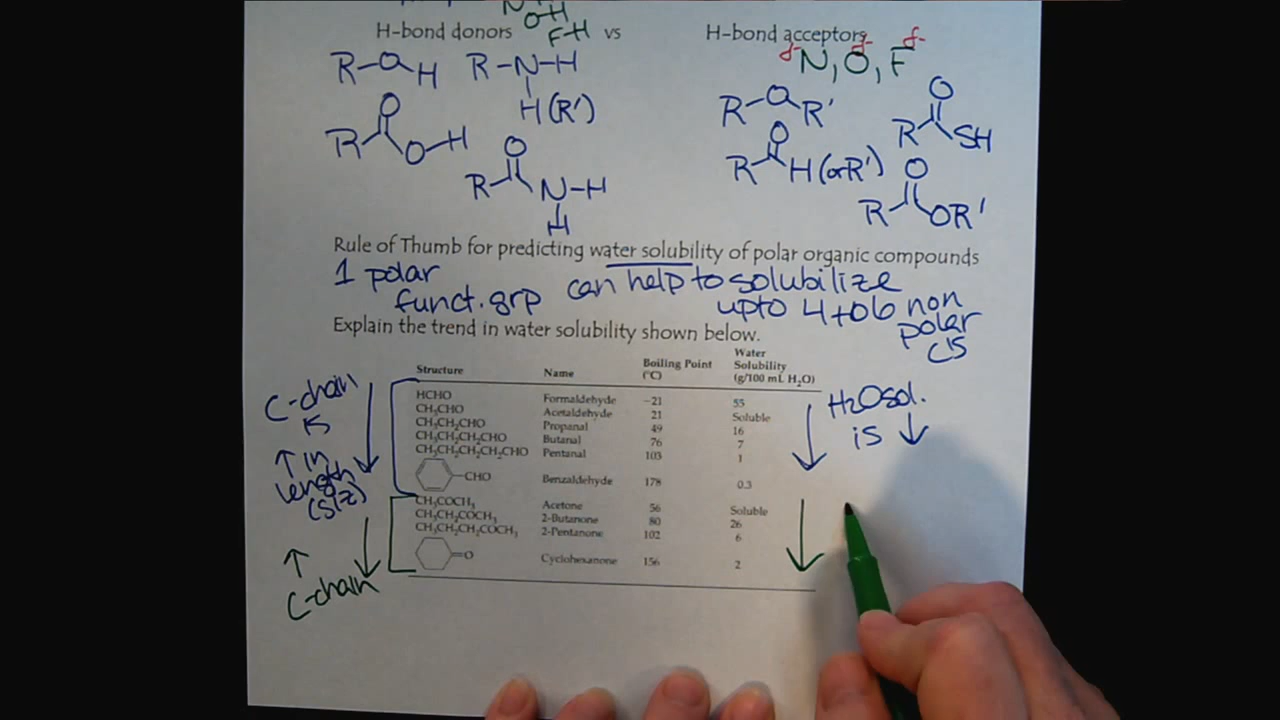 N
O-H
H-bond donors F-H vs H-bond acceptors
δ- δ- δ-
N, O, F
R-O H R-N-H
H(R')
R O O-H
R O N-H
H
R-O R'
R O SH
R O H(orR')
R O OR'
Rule of Thumb for predicting water solubility of polar organic compounds
1 polar can help to solubilize
funct. grp upto 4 to 6 non
polar
C's
Explain the trend in water solubility shown below.
Structure Name Boiling Point (°C) Water Solubility (g/100 mL H₂O)
HCHO Formaldehyde −21 55
CH₃CHO Acetaldehyde 21 Soluble
CH₃CH₂CHO Propanal 49 16
CH₃CH₂CH₂CHO Butanal 76 7
CH₃CH₂CH₂CH₂CHO Pentanal 103 1
CHO Benzaldehyde 178 0.3
CH₃COCH₃ Acetone 56 Soluble
CH₃CH₂COCH₃ 2-Butanone 80 26
CH₃CH₂CH₂COCH₃ 2-Pentanone 102 6
=O Cyclohexanone 156 2
C-chain
is
↑ in
length
(size)
↑
C-chain
H₂O sol.
is ↓